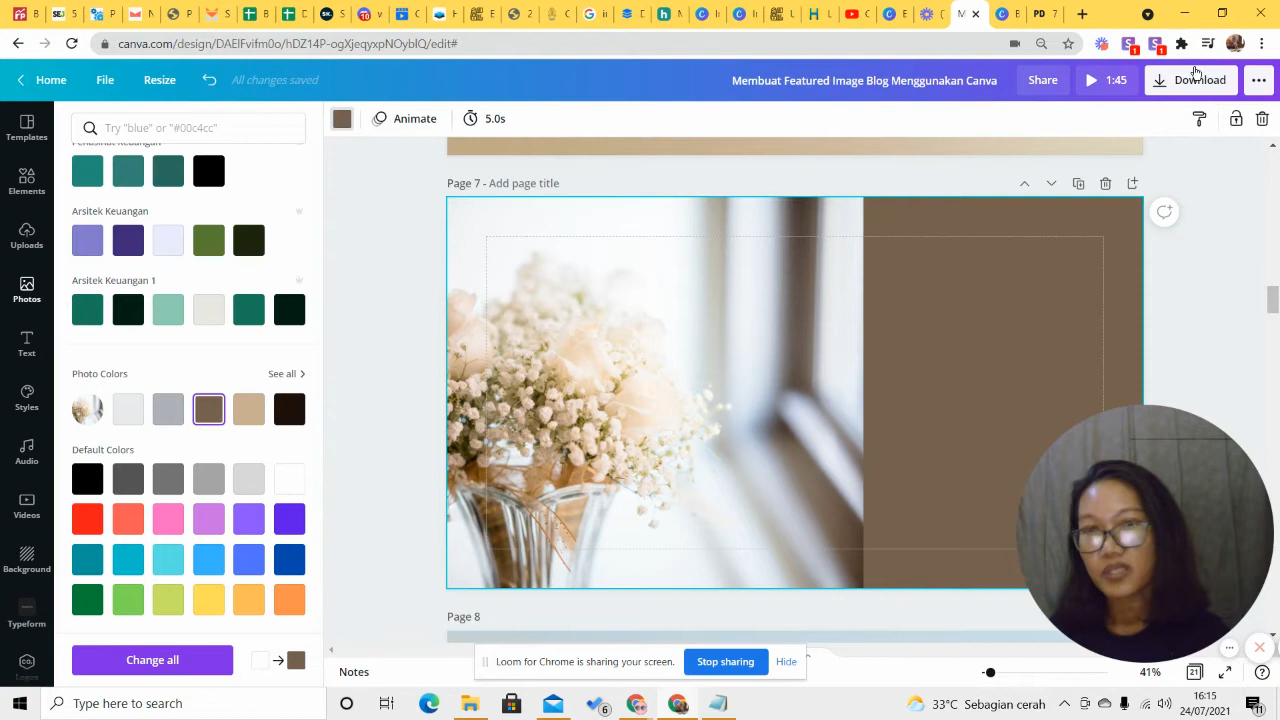 canva.com/design/DAElFvifm0o/hDZ14P-ogXjeqyxpNOyblQ/edit#
Home
File
Resize
All changes saved
Membuat Featured Image Blog Menggunakan Canva
Share
1:45
Download
Templates
Elements
Uploads
Photos
Text
Styles
Audio
Videos
Background
Typeform
Logos
Try "blue" or "#00c4cc"
Animate
5.0s
Arsitek Keuangan
Arsitek Keuangan 1
Photo Colors
See all
Default Colors
Change all
Page 7 - Add page title
Page 8
Loom for Chrome is sharing your screen.
Stop sharing
Hide
Notes
41%
21
Type here to search
33°C Sebagian cerah
16:15
24/07/2021